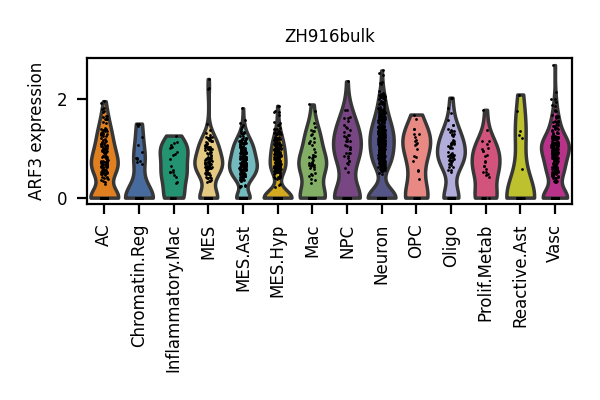 ZH916bulk
ARF3 expression
2
0
AC
Chromatin.Reg
Inflammatory.Mac
MES
MES.Ast
MES.Hyp
Mac
NPC
Neuron
OPC
Oligo
Prolif.Metab
Reactive.Ast
Vasc